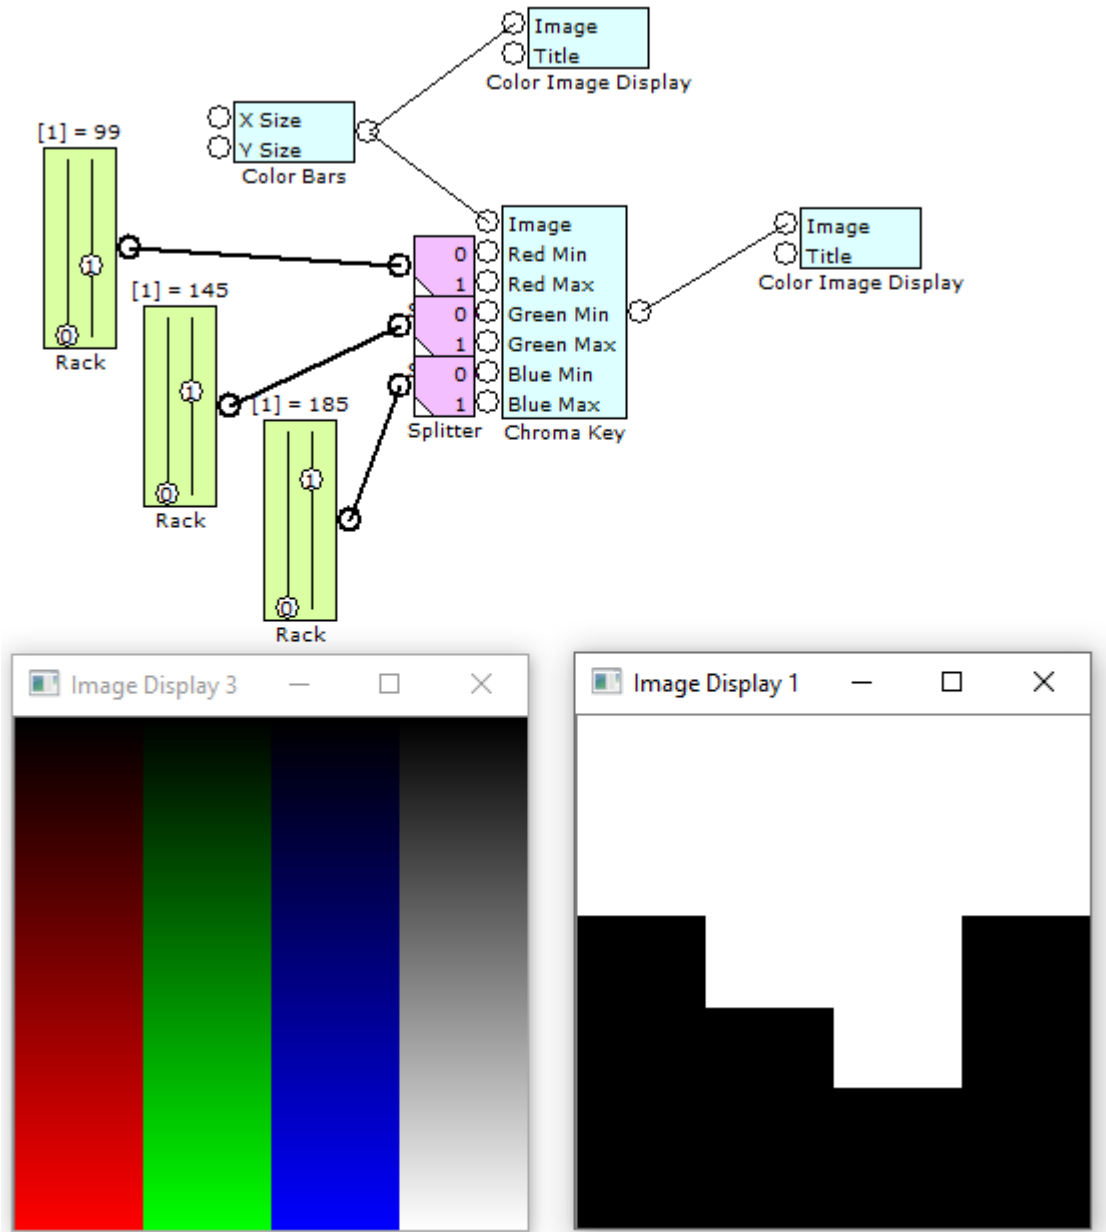 Image
Title
Color Image Display
X Size
Y Size
Color Bars
[1] = 99
1
0
Rack
[1] = 145
1
0
Rack
[1] = 185
1
0
Rack
0
1
0
1
0
1
Splitter
Image
Red Min
Red Max
Green Min
Green Max
Blue Min
Blue Max
Chroma Key
Image
Title
Color Image Display
Image Display 3
Image Display 1